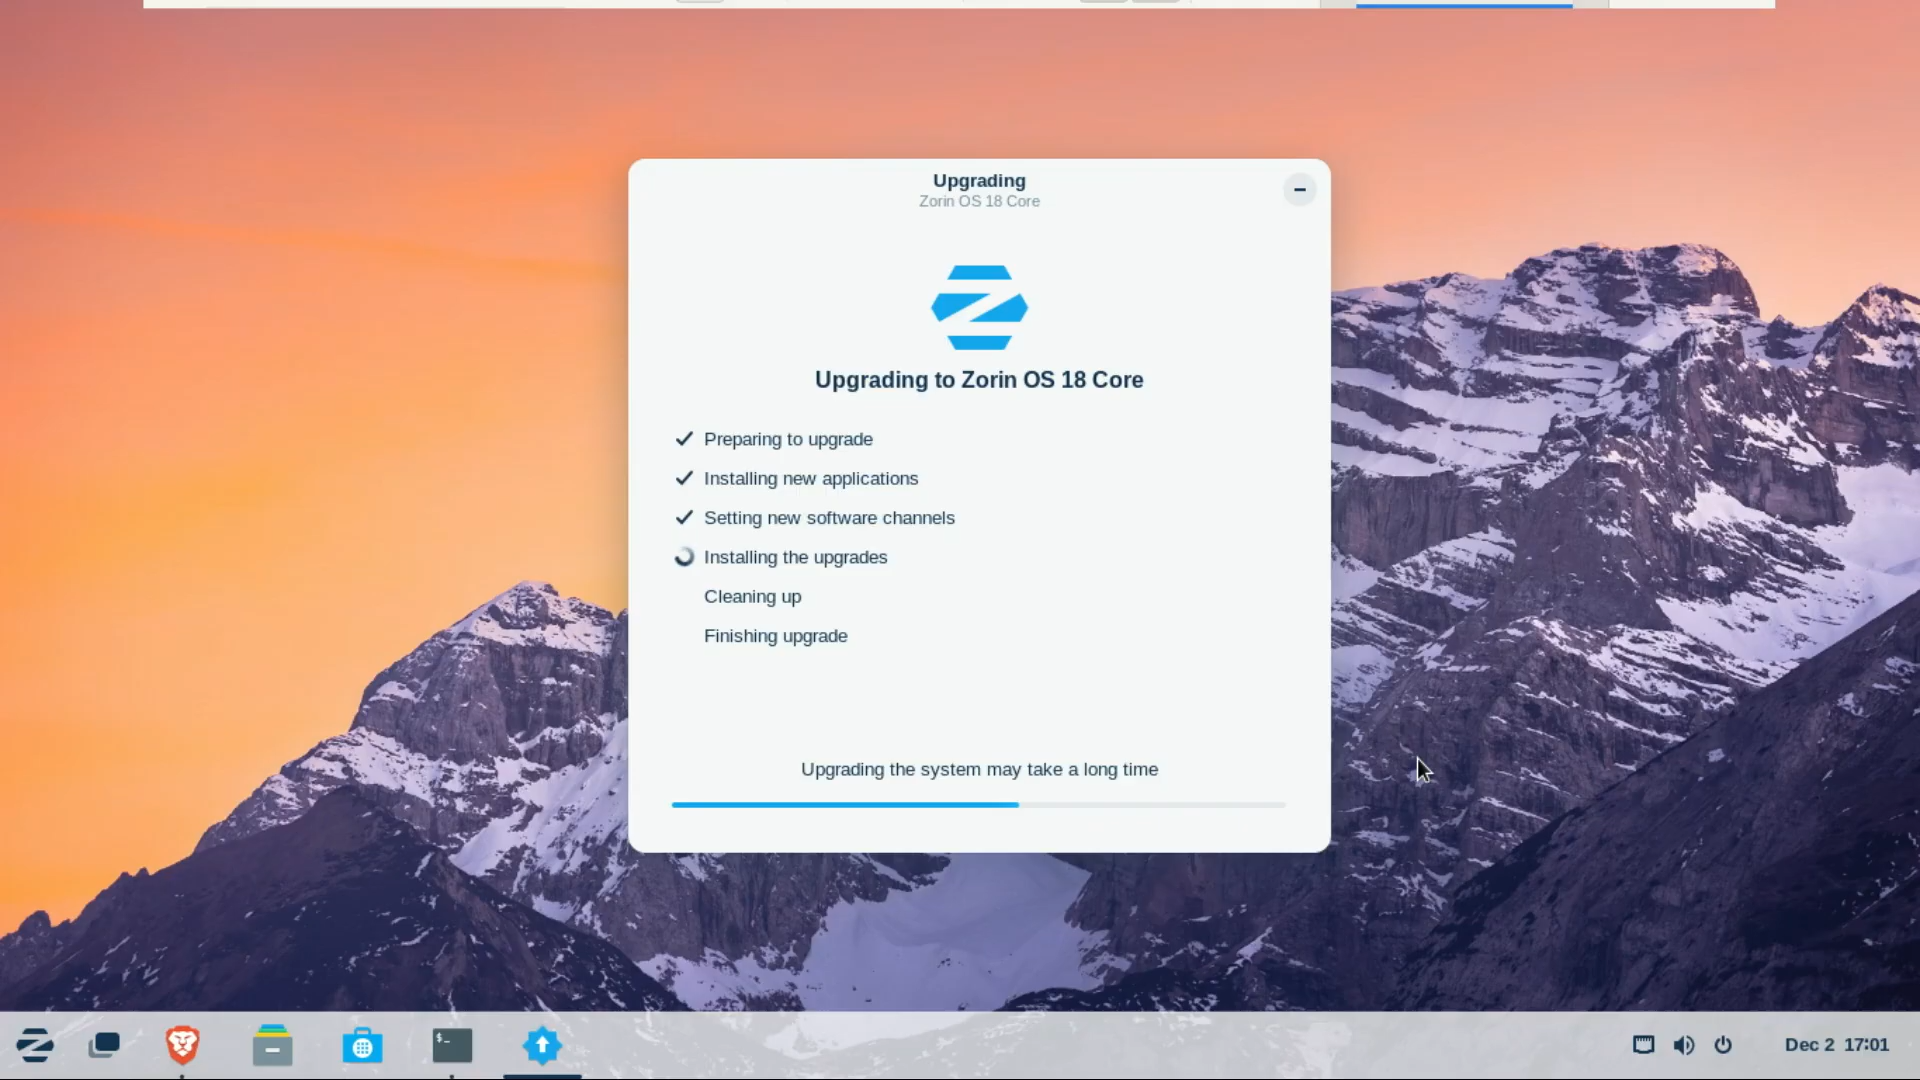 Upgrading
Zorin OS 18 Core
Upgrading to Zorin OS 18 Core
Preparing to upgrade
Installing new applications
Setting new software channels
Installing the upgrades
Cleaning up
Finishing upgrade
Upgrading the system may take a long time
$-
Dec 2 17:01